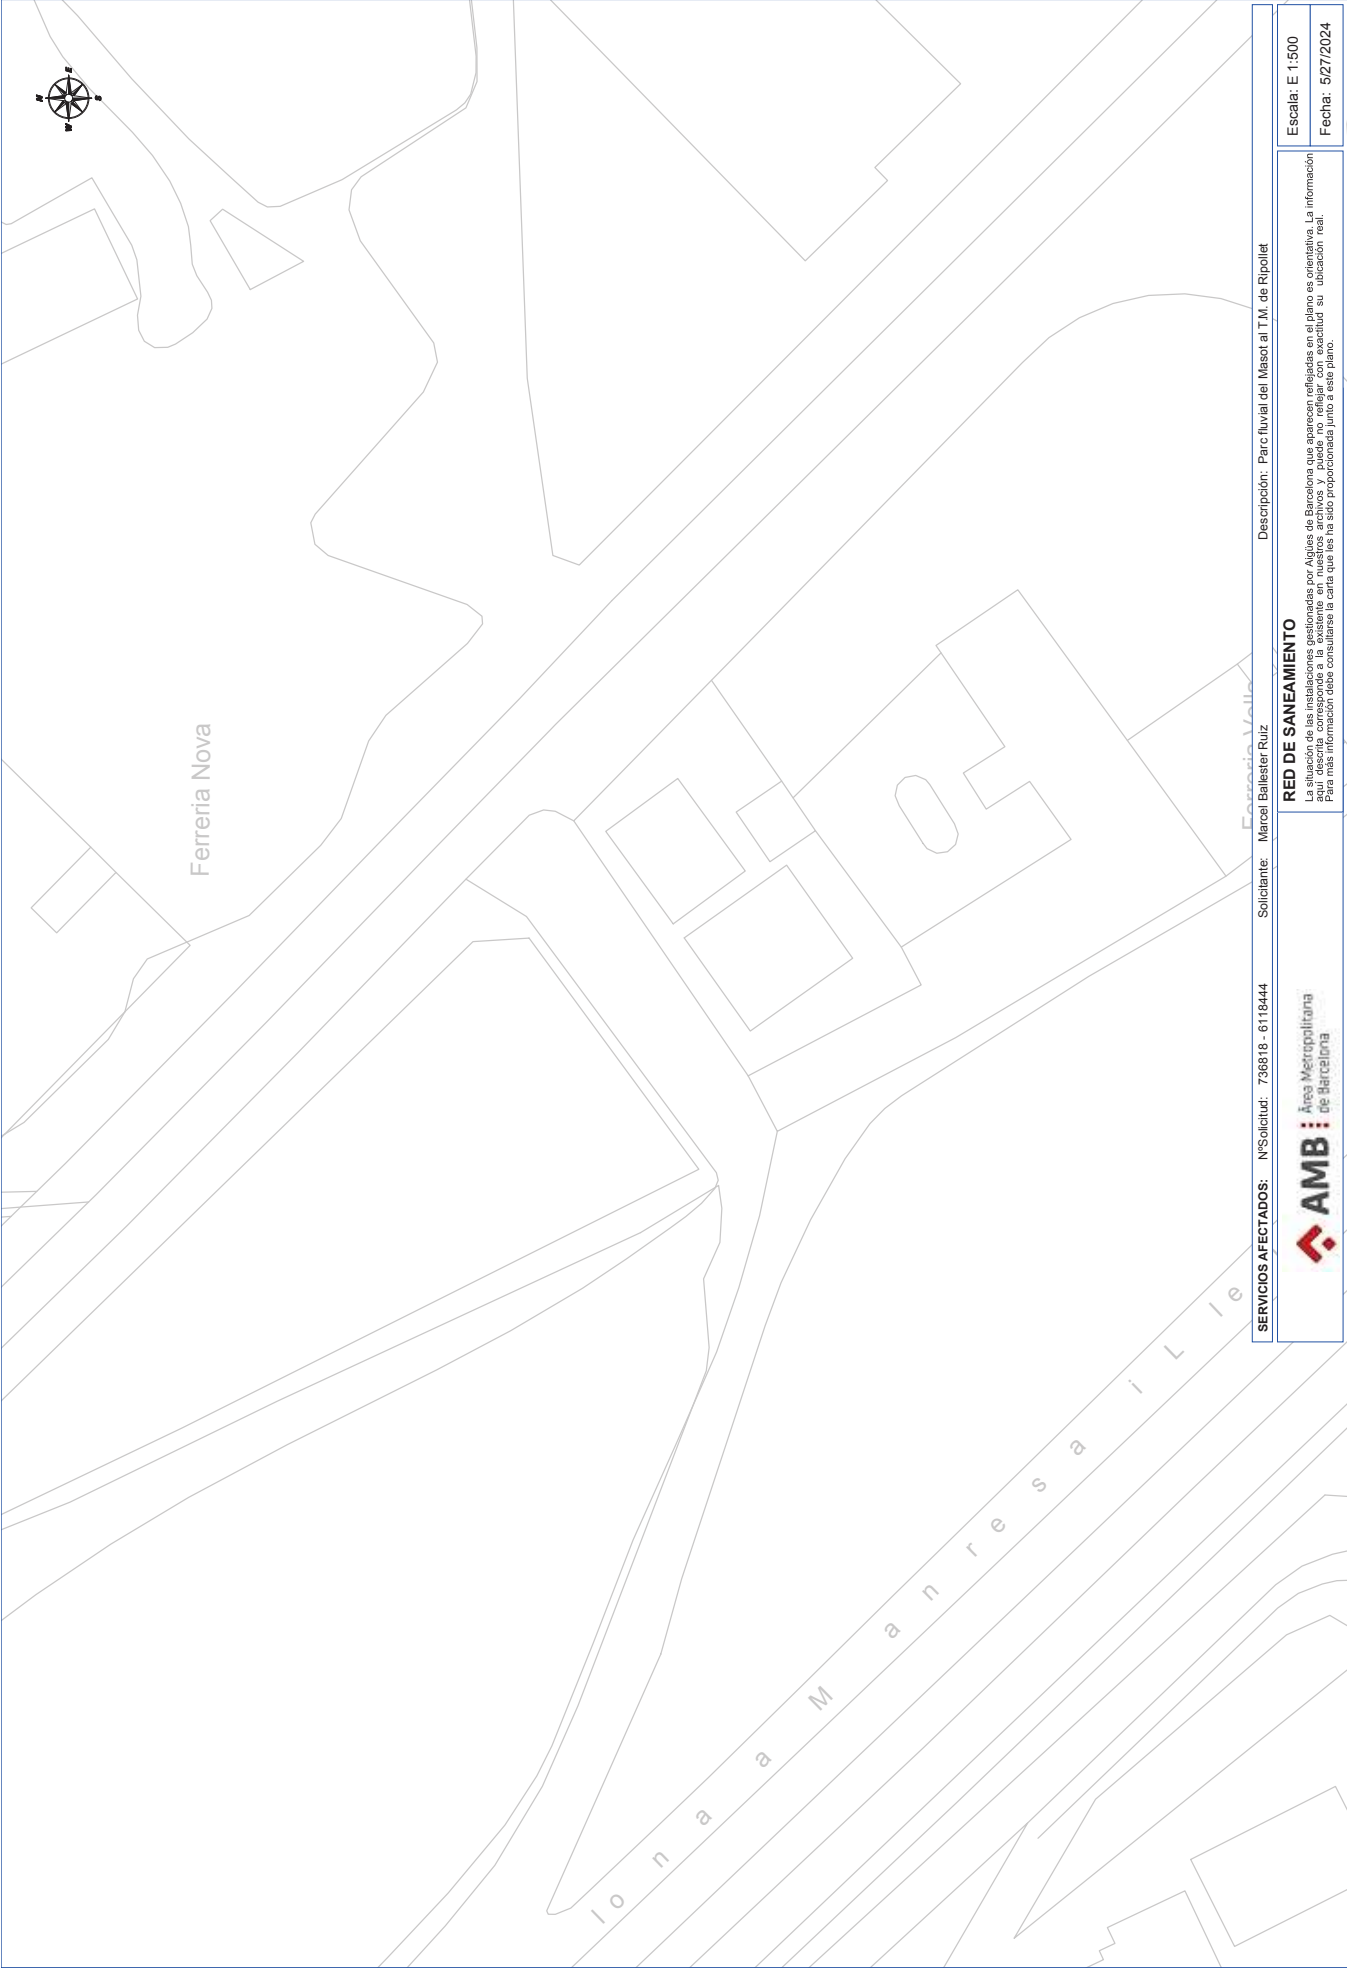 N
E
S
W
Ferreria Nova
lona a Manresa i Lle
SERVICIOS AFECTADOS: NºSolicitud: 736818 - 6118444 Solicitante: Marcel Ballester Ruiz Descripción: Parc fluvial del Masot al T.M. de Ripollet
AMB Àrea Metropolitana
de Barcelona
RED DE SANEAMIENTO
La situación de las instalaciones gestionadas por Aigües de Barcelona que aparecen reflejadas en el plano es orientativa. La información
aquí descrita corresponde a la existente en nuestros archivos y puede no reflejar con exactitud su ubicación real.
Para más información debe consultarse la carta que les ha sido proporcionada junto a este plano.
Escala: E 1:500
Fecha: 5/27/2024